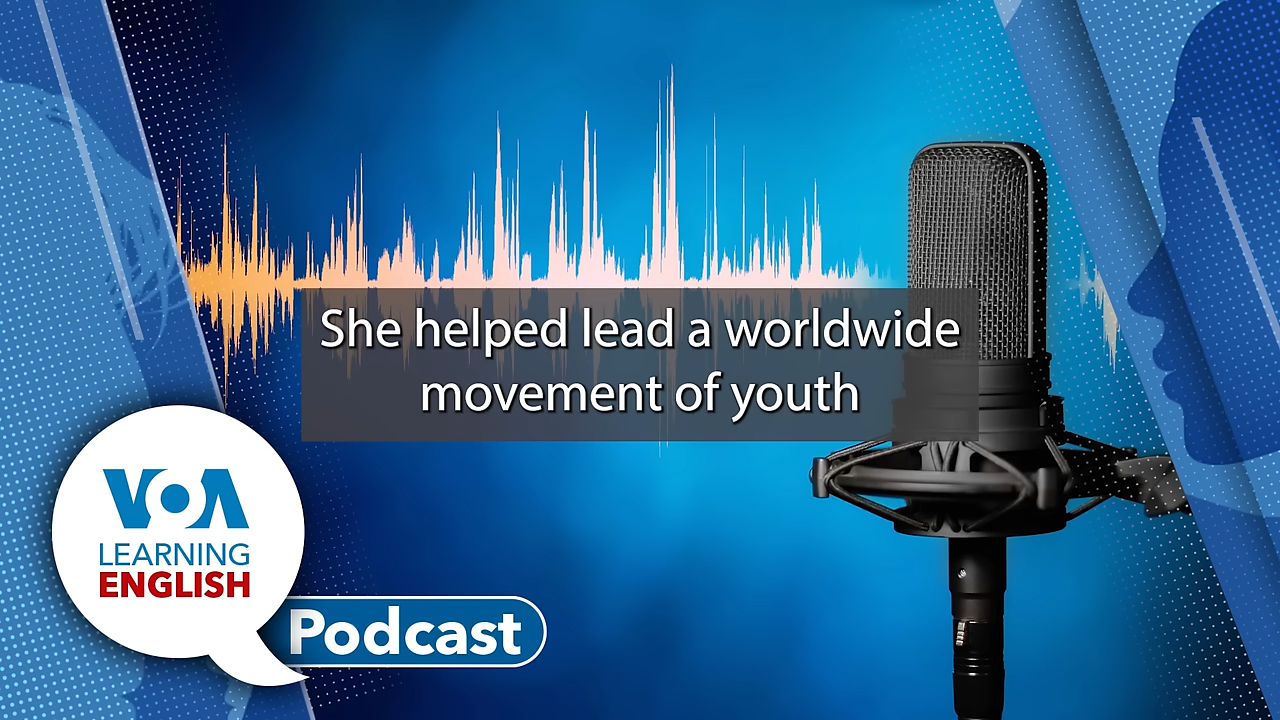 She helped lead a worldwide
movement of youth
VOA
LEARNING
ENGLISH
Podcast